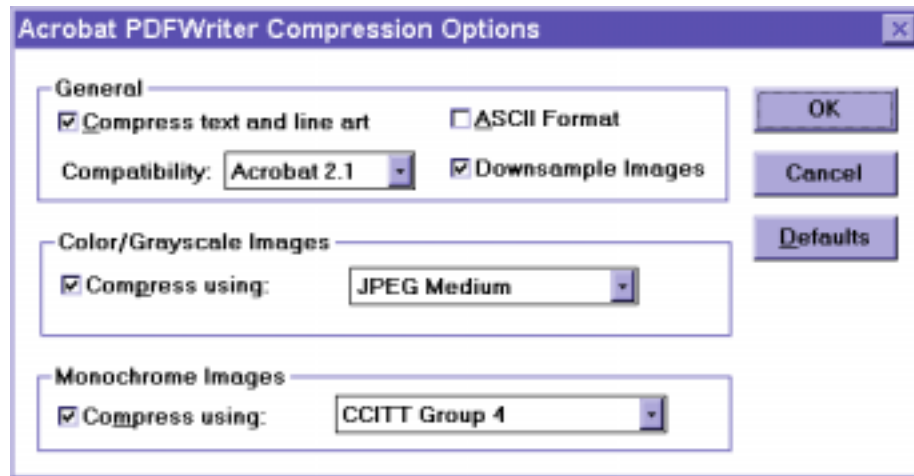 Acrobat PDFWriter Compression Options
General
Compress text and line art
ASCII Format
OK
Compatibility: Acrobat 2.1
Downsample Images
Cancel
Color/Grayscale Images
Defaults
Compress using: JPEG Medium
Monochrome Images
Compress using: CCITT Group 4